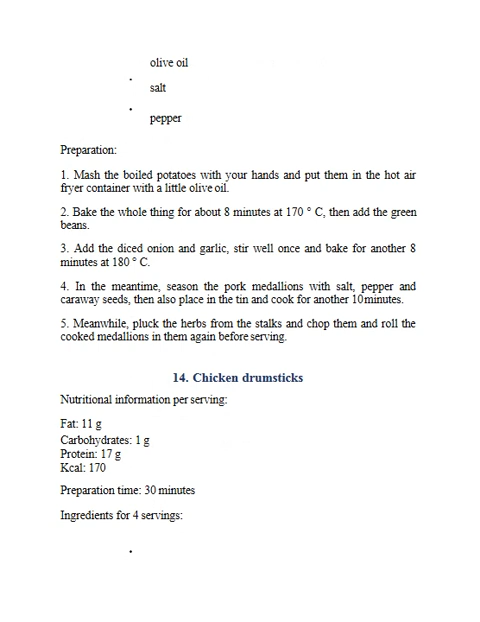 olive oil
salt
pepper
Preparation:
1. Mash the boiled potatoes with your hands and put them in the hot air
fryer container with a little olive oil.
2. Bake the whole thing for about 8 minutes at 170 ° C, then add the green
beans.
3. Add the diced onion and garlic, stir well once and bake for another 8
minutes at 180 ° C.
4. In the meantime, season the pork medallions with salt, pepper and
caraway seeds, then also place in the tin and cook for another 10minutes.
5. Meanwhile, pluck the herbs from the stalks and chop them and roll the
cooked medallions in them again before serving.
14. Chicken drumsticks
Nutritional information per serving:
Fat: 11 g
Carbohydrates: 1 g
Protein: 17 g
Kcal: 170
Preparation time: 30 minutes
Ingredients for 4 servings: